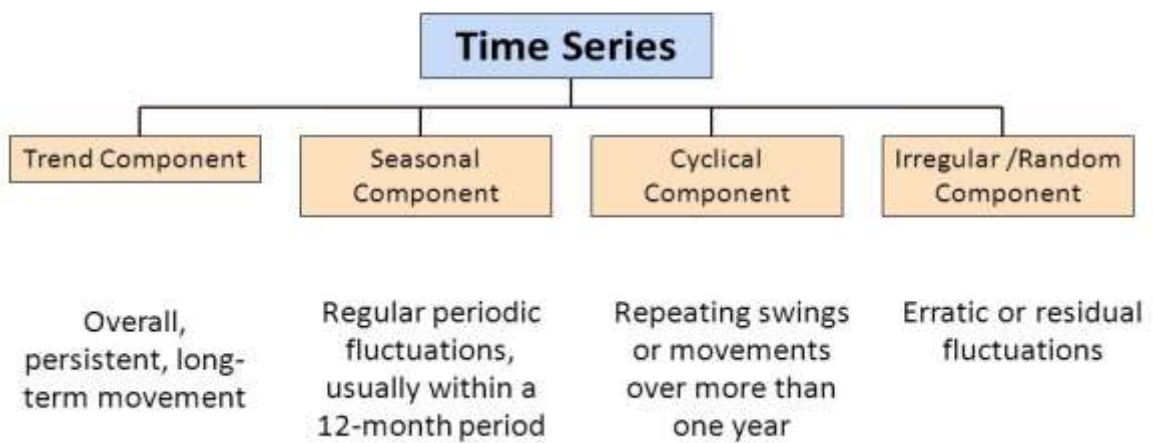 Time Series
Trend Component
Seasonal
Component
Cyclical
Component
Irregular /Random
Component
Overall,
persistent, long-
term movement
Regular periodic
fluctuations,
usually within a
12-month period
Repeating swings
or movements
over more than
one year
Erratic or residual
fluctuations